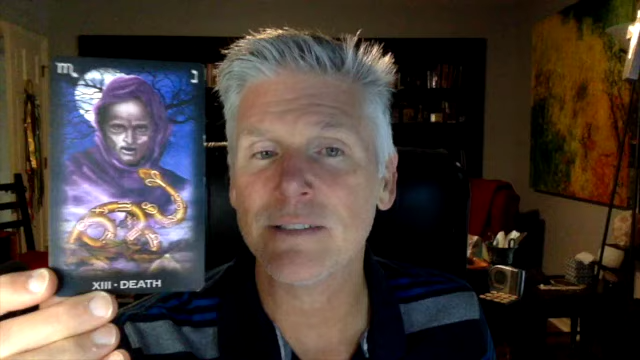 ♏ נ
XIII • DEATH